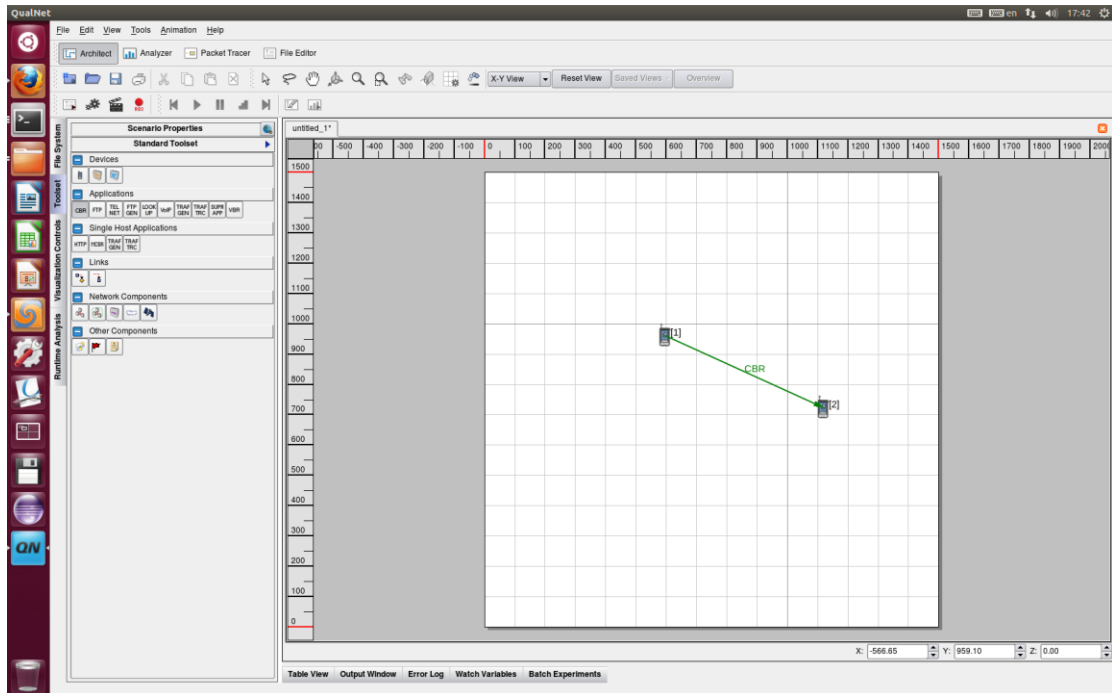 QualNet
en 17:42
File Edit View Tools Animation Help
Architect Analyzer Packet Tracer File Editor
X-Y View Reset View Saved Views Overview
REC
File System
Toolset
Visualization Controls
Runtime Analysis
Scenario Properties
Standard Toolset
Devices
Applications
CBR FTP TEL NET FTP GEN LOOK UP VoIP TRAF GEN TRAF TRC SUPR APP VBR
Single Host Applications
HTTP MCBR TRAF GEN TRAF TRC
Links
Network Components
Other Components
QN
untitled_1*
00 -500 -400 -300 -200 -100 0 100 200 300 400 500 600 700 800 900 1000 1100 1200 1300 1400 1500 1600 1700 1800 1900 2000
1500
1400
1300
1200
1100
1000
900
800
700
600
500
400
300
200
100
0
[1]
CBR
[2]
X: -566.65 Y: 959.10 Z: 0.00
Table View Output Window Error Log Watch Variables Batch Experiments